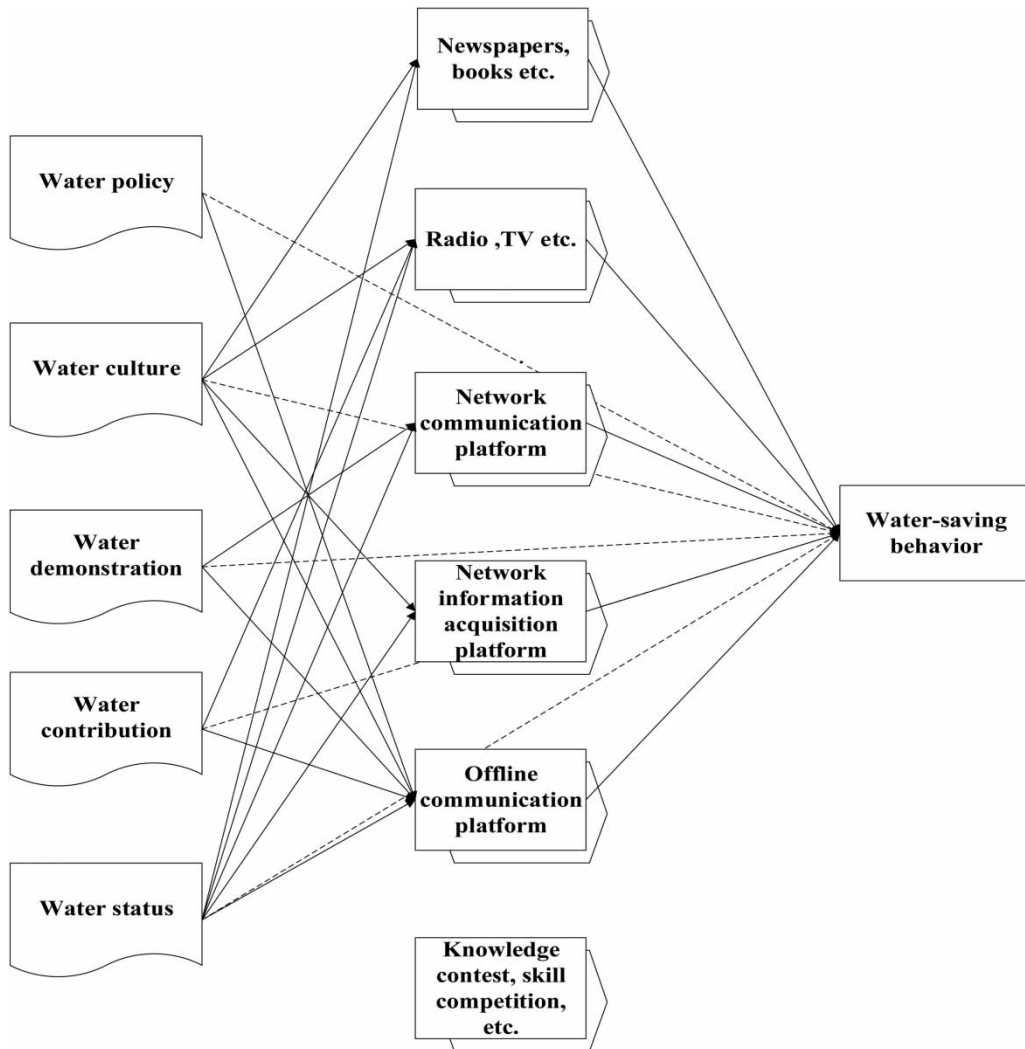 Newspapers,
books etc.
Water policy
Radio ,TV etc.
Water culture
Network
communication
platform
Water
demonstration
Water-saving
behavior
Network
information
acquisition
platform
Water
contribution
Offline
communication
platform
Water status
Knowledge
contest, skill
competition,
etc.